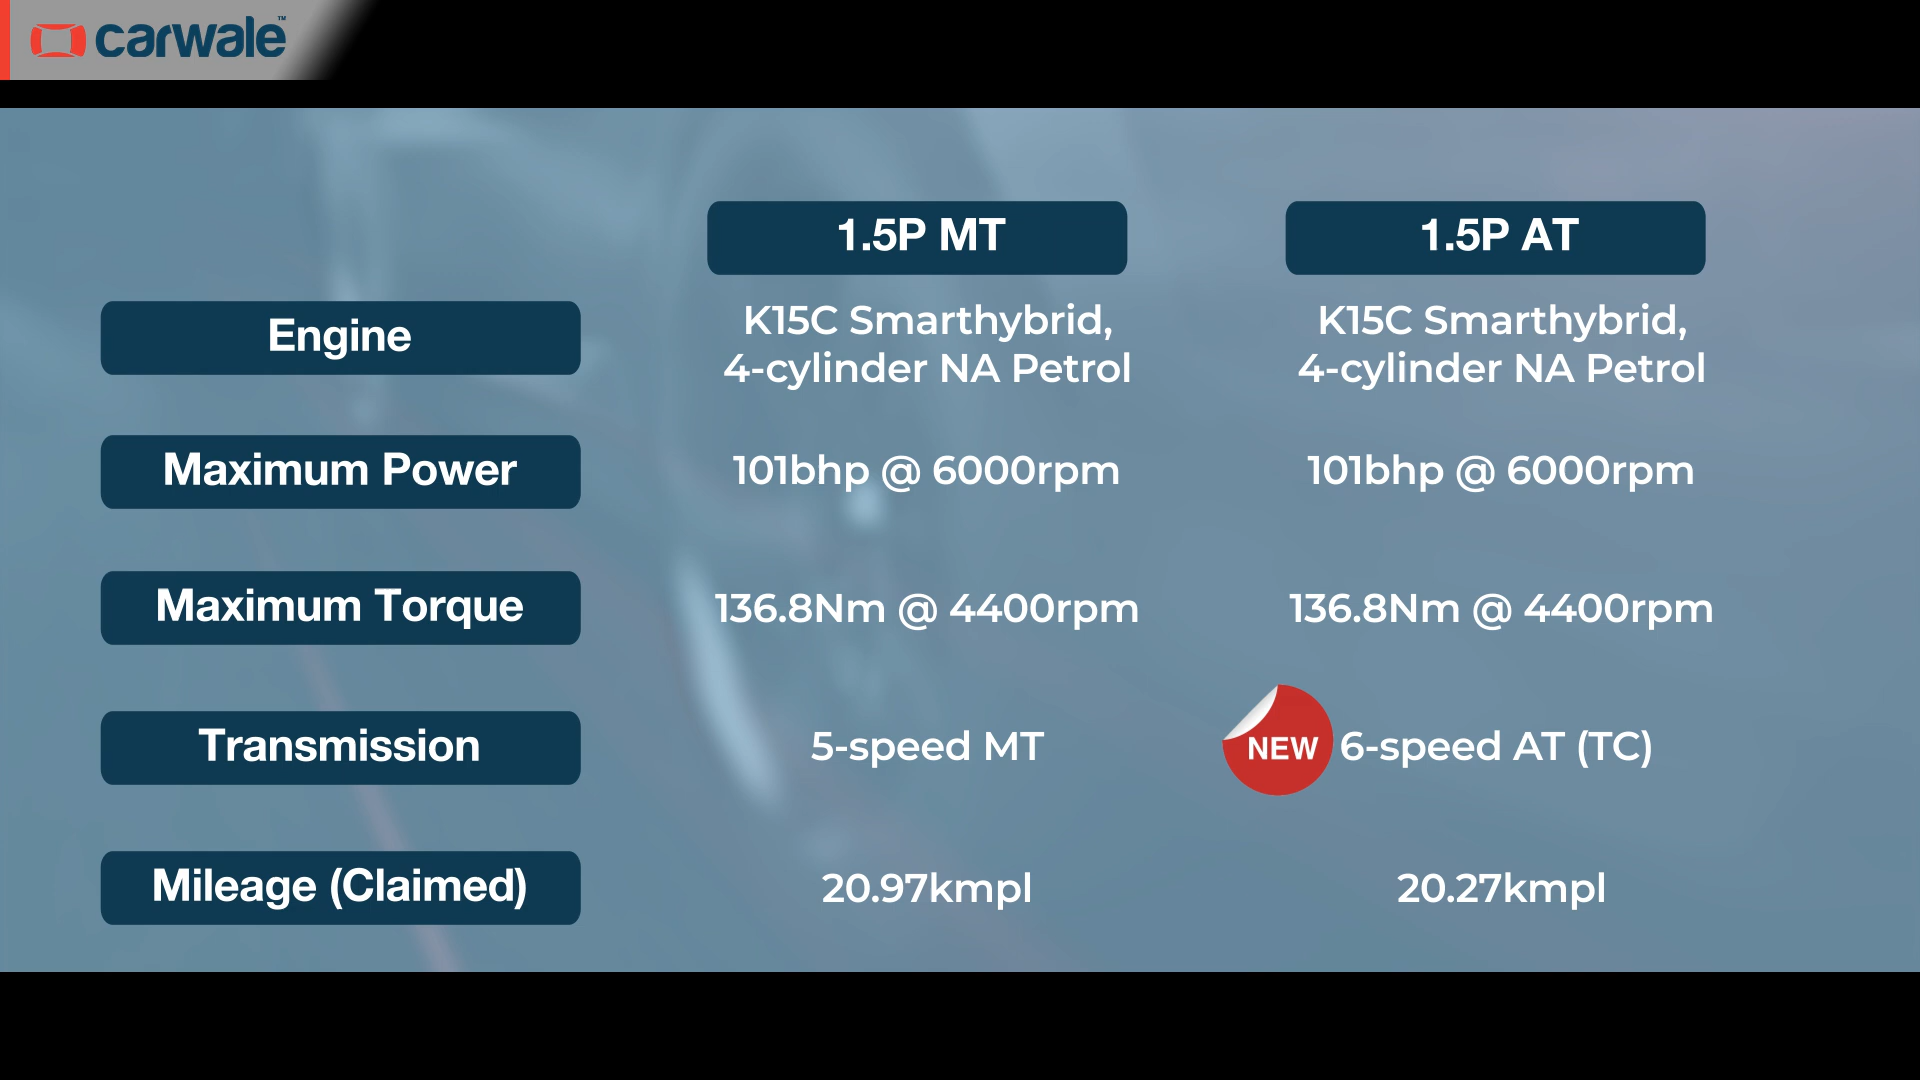 carwale™
1.5P MT
1.5P AT
Engine
K15C Smarthybrid,
4-cylinder NA Petrol
K15C Smarthybrid,
4-cylinder NA Petrol
Maximum Power
101bhp @ 6000rpm
101bhp @ 6000rpm
Maximum Torque
136.8Nm @ 4400rpm
136.8Nm @ 4400rpm
Transmission
5-speed MT
NEW
6-speed AT (TC)
Mileage (Claimed)
20.97kmpl
20.27kmpl